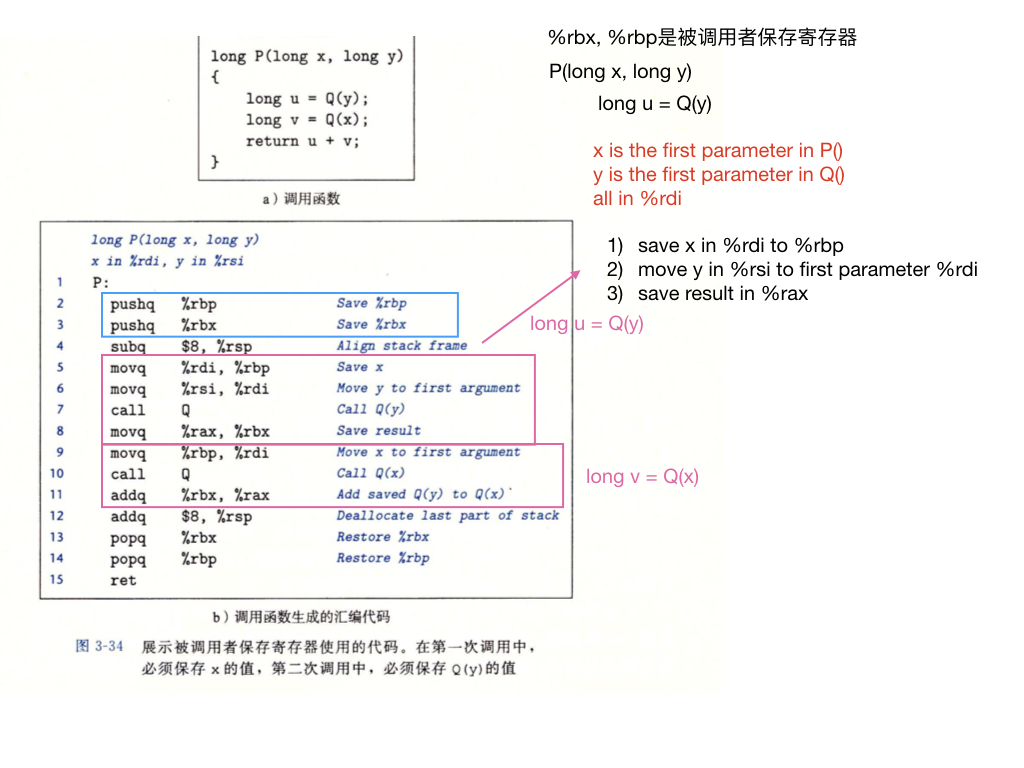 long P(long x, long y)
{
long u = Q(y);
long v = Q(x);
return u + v;
}
a）调用函数
long P(long x, long y)
x in %rdi, y in %rsi
1 P:
2 pushq %rbp Save %rbp
3 pushq %rbx Save %rbx
4 subq $8, %rsp Align stack frame
5 movq %rdi, %rbp Save x
6 movq %rsi, %rdi Move y to first argument
7 call Q Call Q(y)
8 movq %rax, %rbx Save result
9 movq %rbp, %rdi Move x to first argument
10 call Q Call Q(x)
11 addq %rbx, %rax Add saved Q(y) to Q(x)
12 addq $8, %rsp Deallocate last part of stack
13 popq %rbx Restore %rbx
14 popq %rbp Restore %rbp
15 ret
b）调用函数生成的汇编代码
图 3-34 展示被调用者保存寄存器使用的代码。在第一次调用中，
必须保存 x 的值，第二次调用中，必须保存 Q(y)的值
%rbx, %rbp是被调用者保存寄存器
P(long x, long y)
long u = Q(y)
x is the first parameter in P()
y is the first parameter in Q()
all in %rdi
1) save x in %rdi to %rbp
2) move y in %rsi to first parameter %rdi
3) save result in %rax
long u = Q(y)
long v = Q(x)